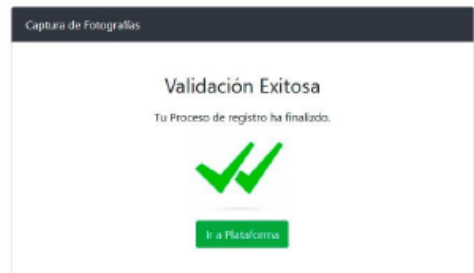 Captura de Fotografías
Validación Exitosa
Tu Proceso de registro ha finalizdo.
Ir a Plataforma